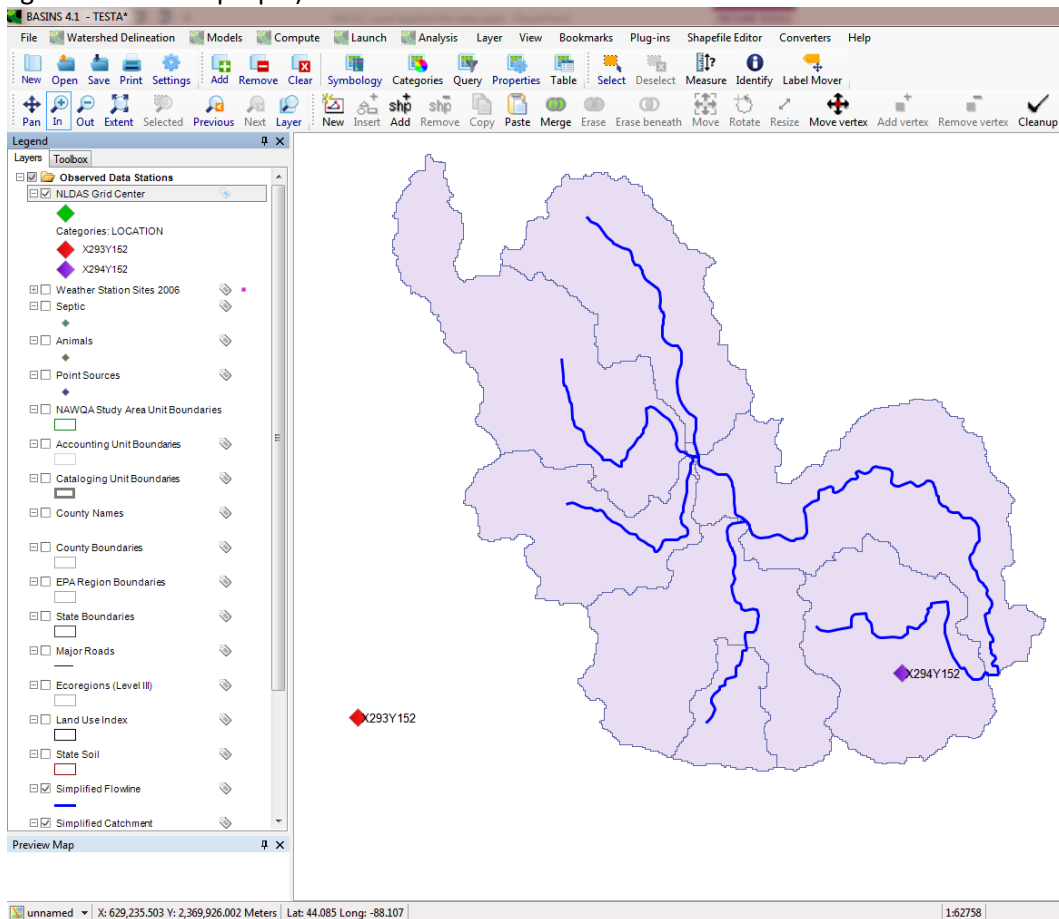 BASINS 4.1 - TESTA*
File Watershed Delineation Models Compute Launch Analysis Layer View Bookmarks Plug-ins Shapefile Editor Converters Help
New Open Save Print Settings Add Remove Clear Symbology Categories Query Properties Table Select Deselect Measure Identify Label Mover
Pan In Out Extent Selected Previous Next Layer New Insert Add Remove Copy Paste Merge Erase Erase beneath Move Rotate Resize Move vertex Add vertex Remove vertex Cleanup
Legend
Layers Toolbox
Observed Data Stations
NLDAS Grid Center
Categories: LOCATION
X293Y152
X294Y152
Weather Station Sites 2006
Septic
Animals
Point Sources
NAWQA Study Area Unit Boundaries
Accounting Unit Boundaries
Cataloging Unit Boundaries
County Names
County Boundaries
EPA Region Boundaries
State Boundaries
Major Roads
Ecoregions (Level III)
Land Use Index
State Soil
Simplified Flowline
Simplified Catchment
X294Y152
X293Y152
Preview Map
unnamed X: 629,235.503 Y: 2,369,926.002 Meters Lat: 44.085 Long: -88.107 1:62758